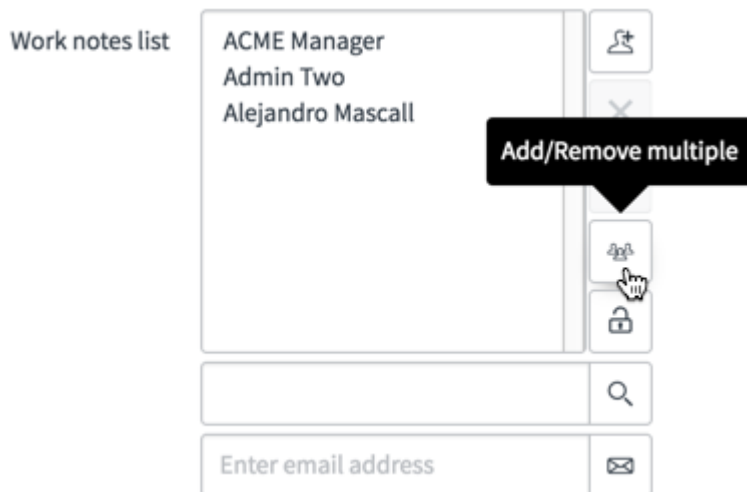 Work notes list
ACME Manager
Admin Two
Alejandro Mascall
Add/Remove multiple
Enter email address